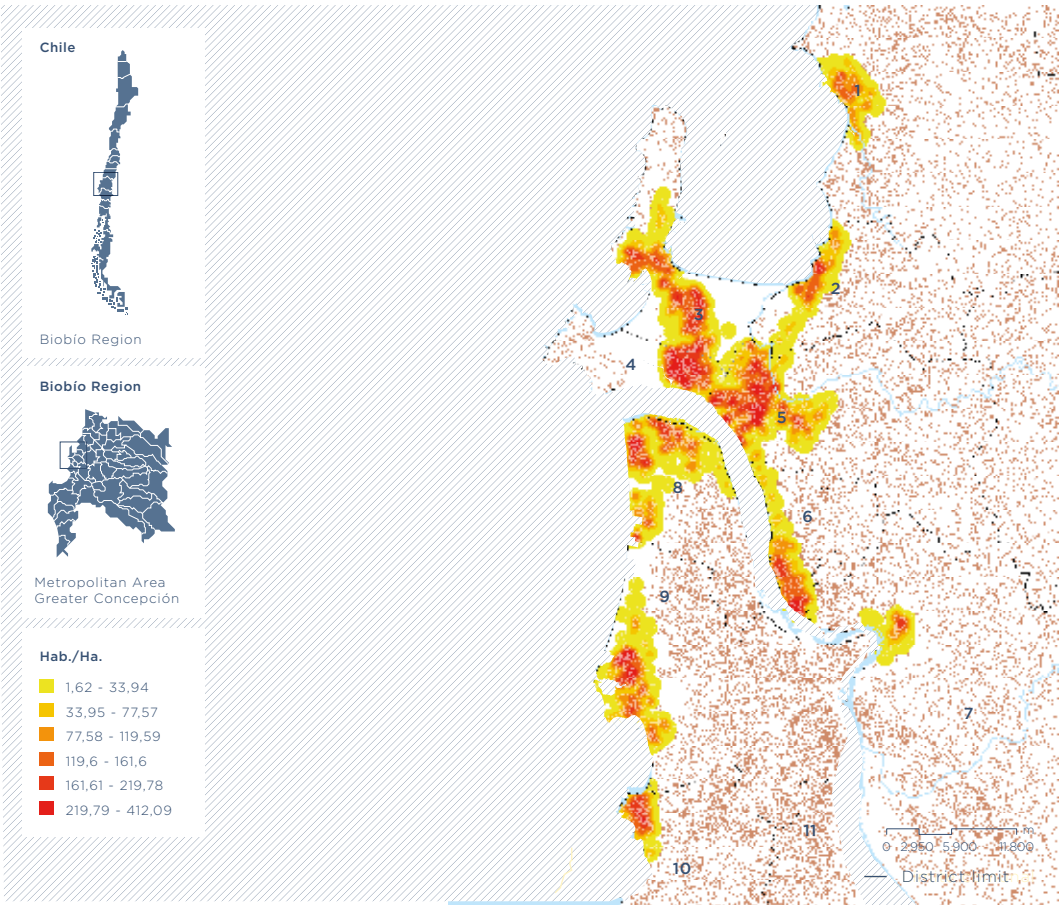 Chile
Biobío Region
Biobío Region
Metropolitan Area
Greater Concepción
Hab./Ha.
1,62 - 33,94
33,95 - 77,57
77,58 - 119,59
119,6 - 161,6
161,61 - 219,78
219,79 - 412,09
1
2
3
4
5
8
6
9
7
11
10
m
0 2.950 5.900 11.800
District limit